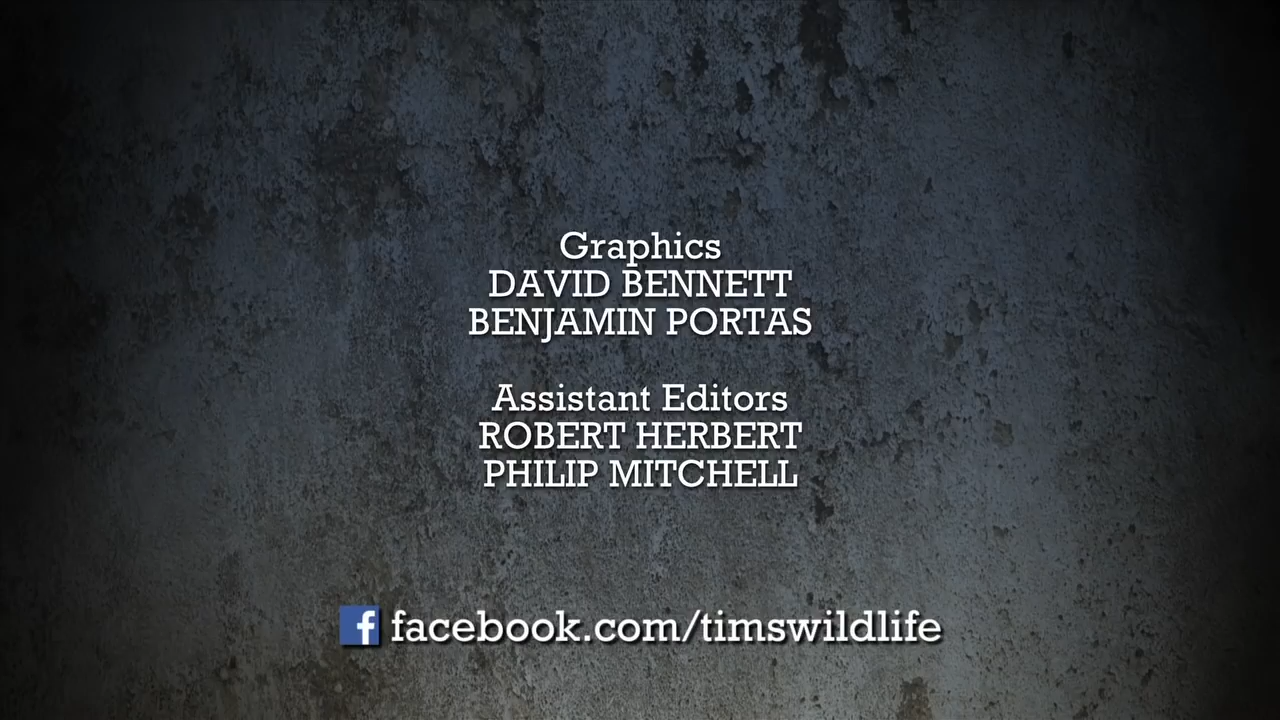 Graphics
DAVID BENNETT
BENJAMIN PORTAS
Assistant Editors
ROBERT HERBERT
PHILIP MITCHELL
facebook.com/timswildlife